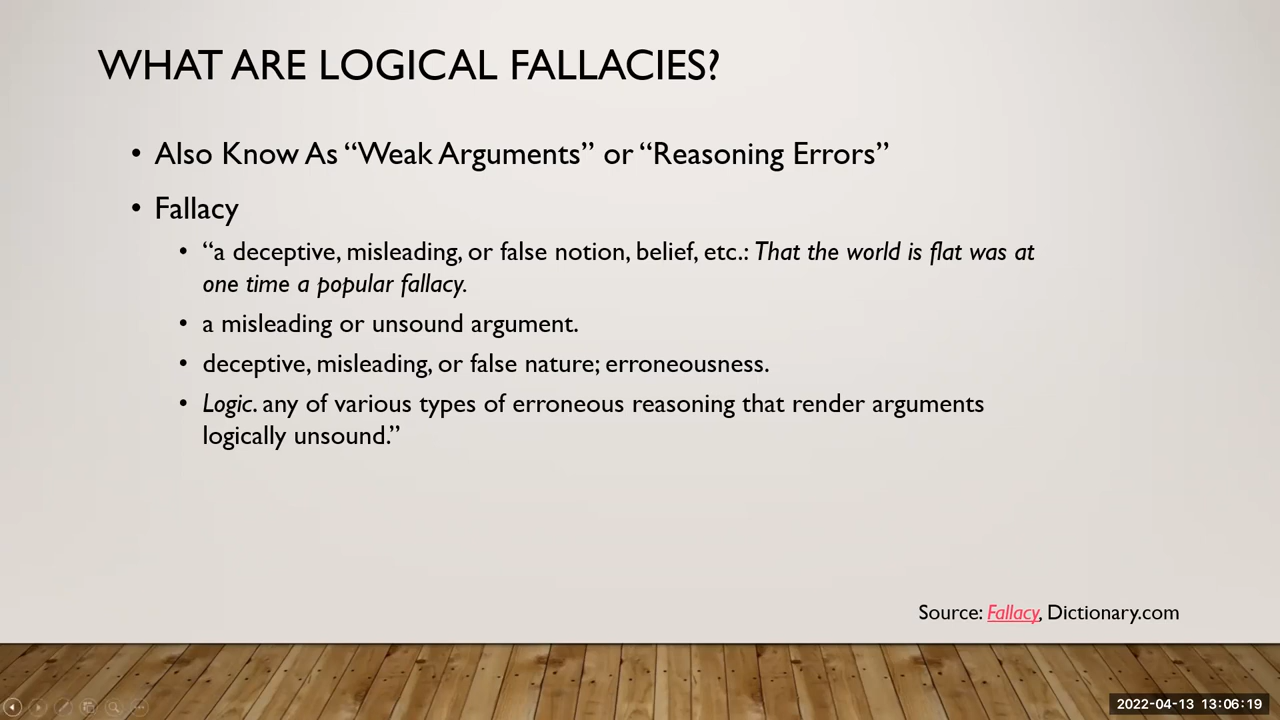 WHAT ARE LOGICAL FALLACIES?
• Also Know As “Weak Arguments” or “Reasoning Errors”
• Fallacy
• “a deceptive, misleading, or false notion, belief, etc.: That the world is flat was at
one time a popular fallacy.
• a misleading or unsound argument.
• deceptive, misleading, or false nature; erroneousness.
• Logic. any of various types of erroneous reasoning that render arguments
logically unsound.”
Source: Fallacy, Dictionary.com
2022-04-13 13:06:19